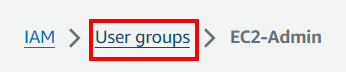 IAM > User groups > EC2-Admin